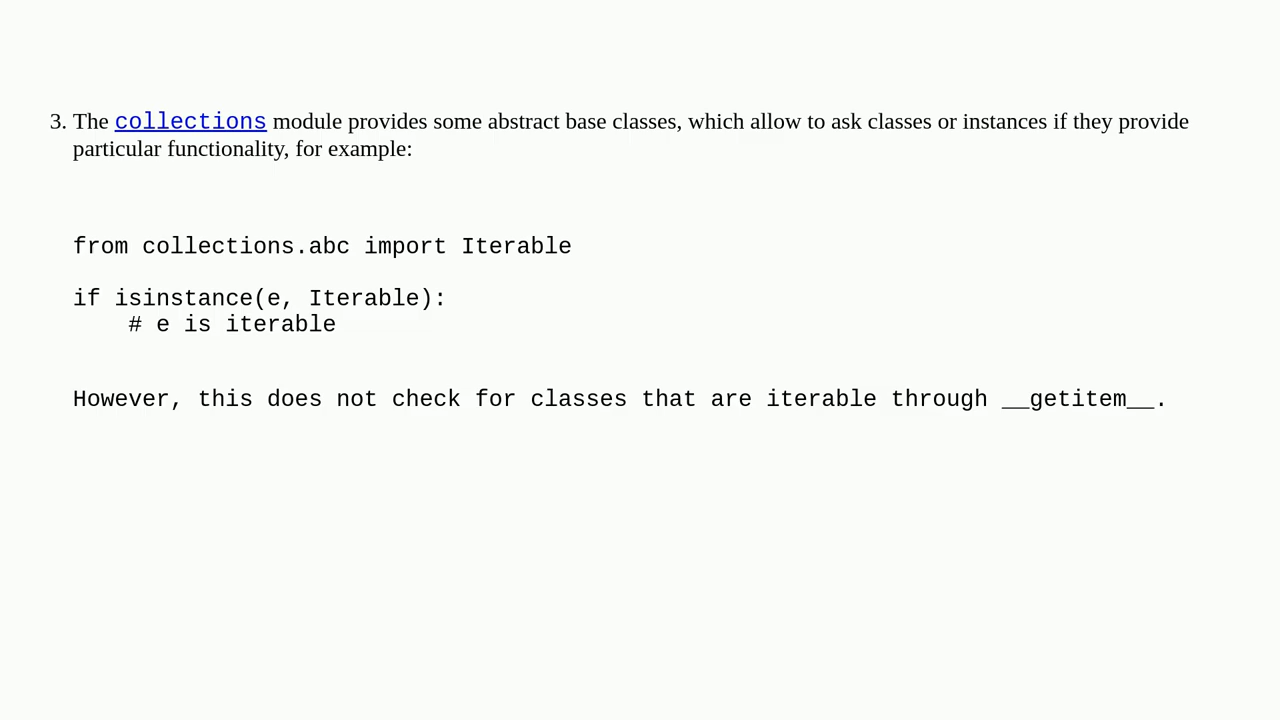 3. The collections module provides some abstract base classes, which allow to ask classes or instances if they provide
particular functionality, for example:
from collections.abc import Iterable
if isinstance(e, Iterable):
    # e is iterable
However, this does not check for classes that are iterable through __getitem__.